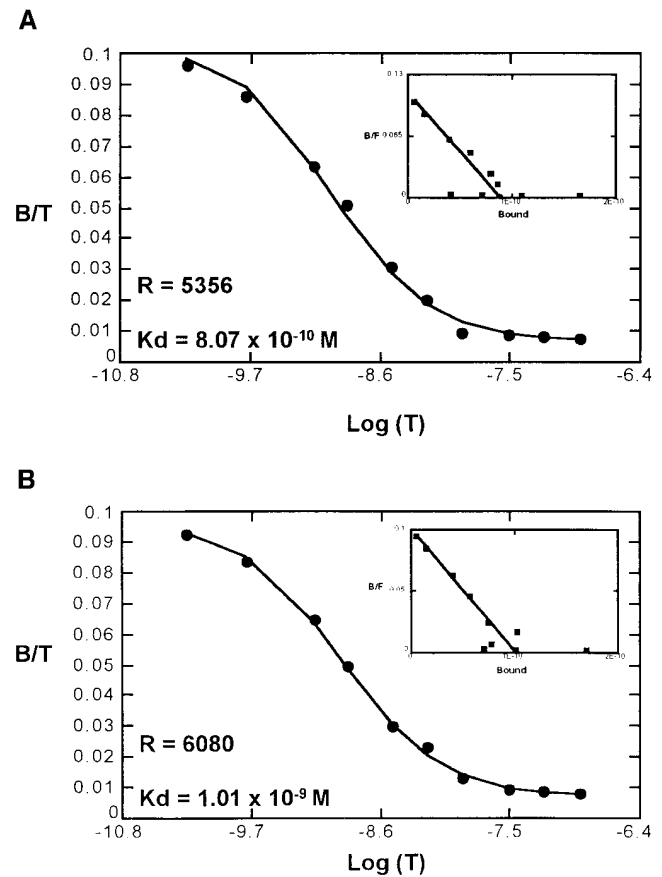 A
0.1
0.09
0.08
0.07
0.06
B/T
0.05
0.04
0.03
0.02
0.01
0
R = 5356
Kd = 8.07 x 10-10 M
0.13
B/F
0.065
0
0
1E-10
2E-10
Bound
-10.8
-9.7
-8.6
-7.5
-6.4
Log (T)
B
0.1
0.09
0.08
0.07
0.06
B/T
0.05
0.04
0.03
0.02
0.01
0
R = 6080
Kd = 1.01 x 10-9 M
0.1
B/F
0.05
0
0
1E-10
2E-10
Bound
-10.8
-9.7
-8.6
-7.5
-6.4
Log (T)